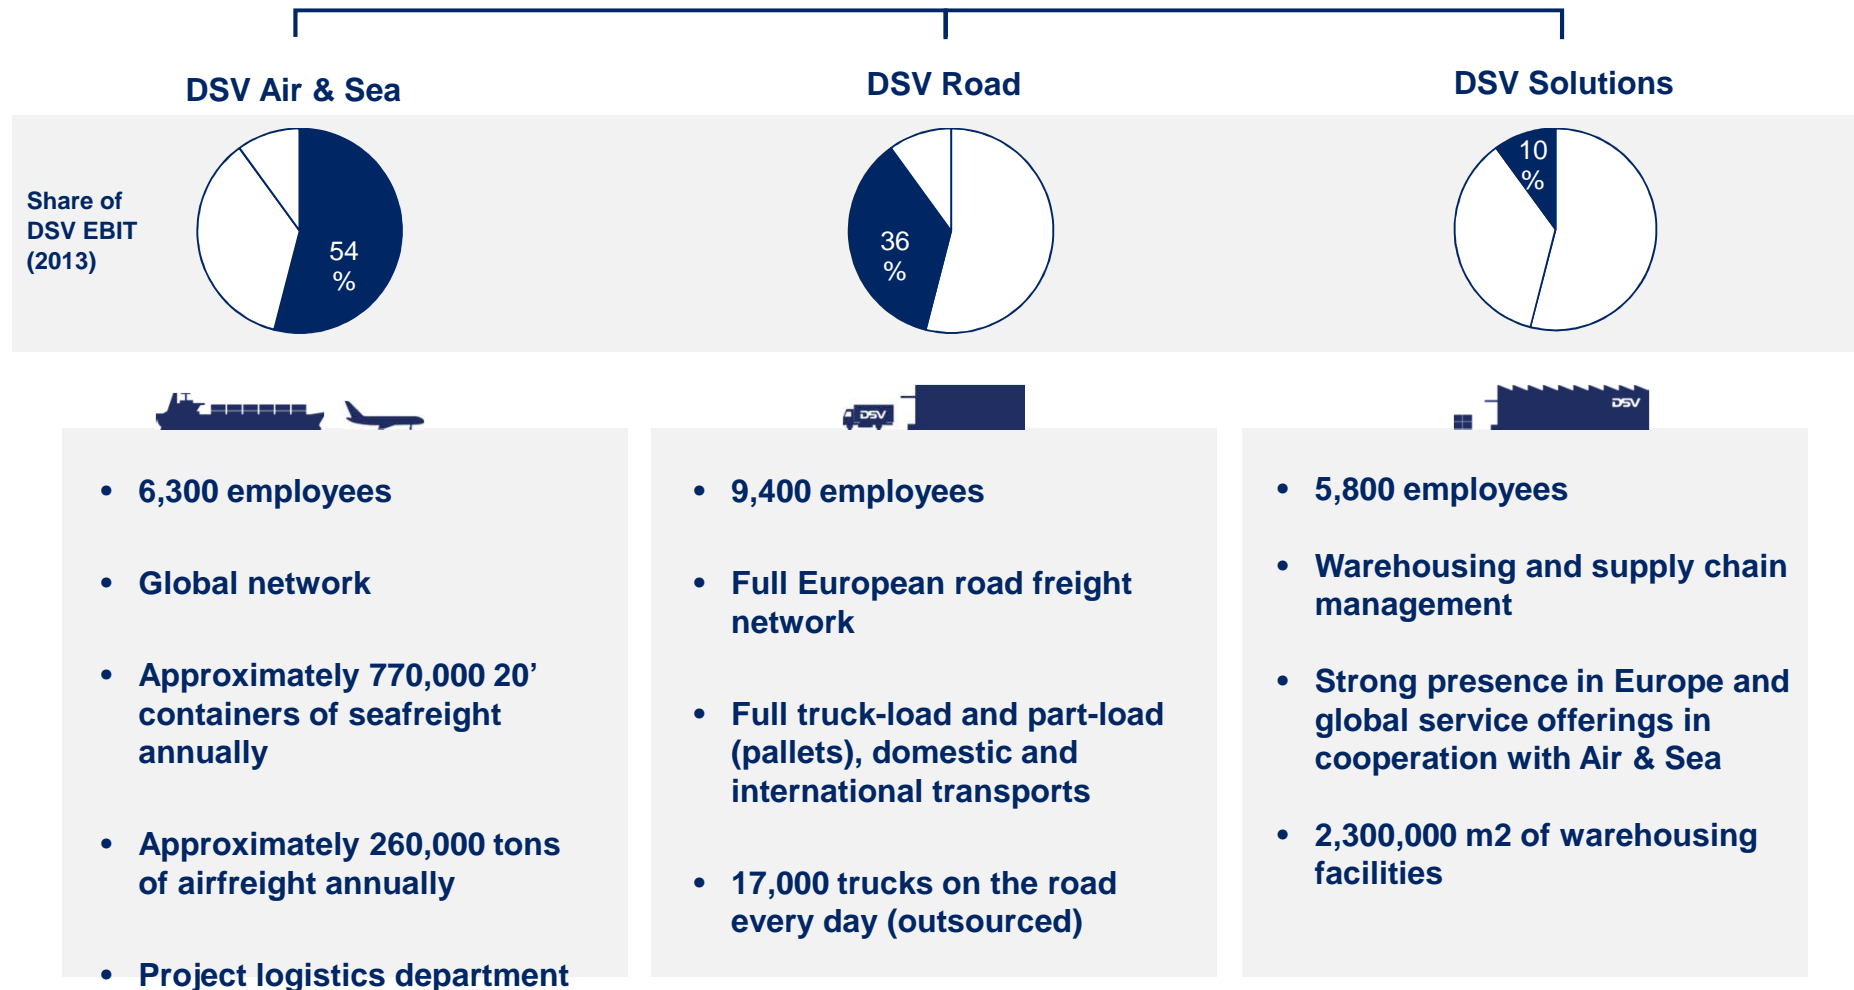 DSV Air & Sea
DSV Road
DSV Solutions
Share of
DSV EBIT
(2013)
54
%
36
%
10
%
DSV
DSV
• 6,300 employees
• Global network
• Approximately 770,000 20’
containers of seafreight
annually
• Approximately 260,000 tons
of airfreight annually
• Project logistics department
• 9,400 employees
• Full European road freight
network
• Full truck-load and part-load
(pallets), domestic and
international transports
• 17,000 trucks on the road
every day (outsourced)
• 5,800 employees
• Warehousing and supply chain
management
• Strong presence in Europe and
global service offerings in
cooperation with Air & Sea
• 2,300,000 m2 of warehousing
facilities